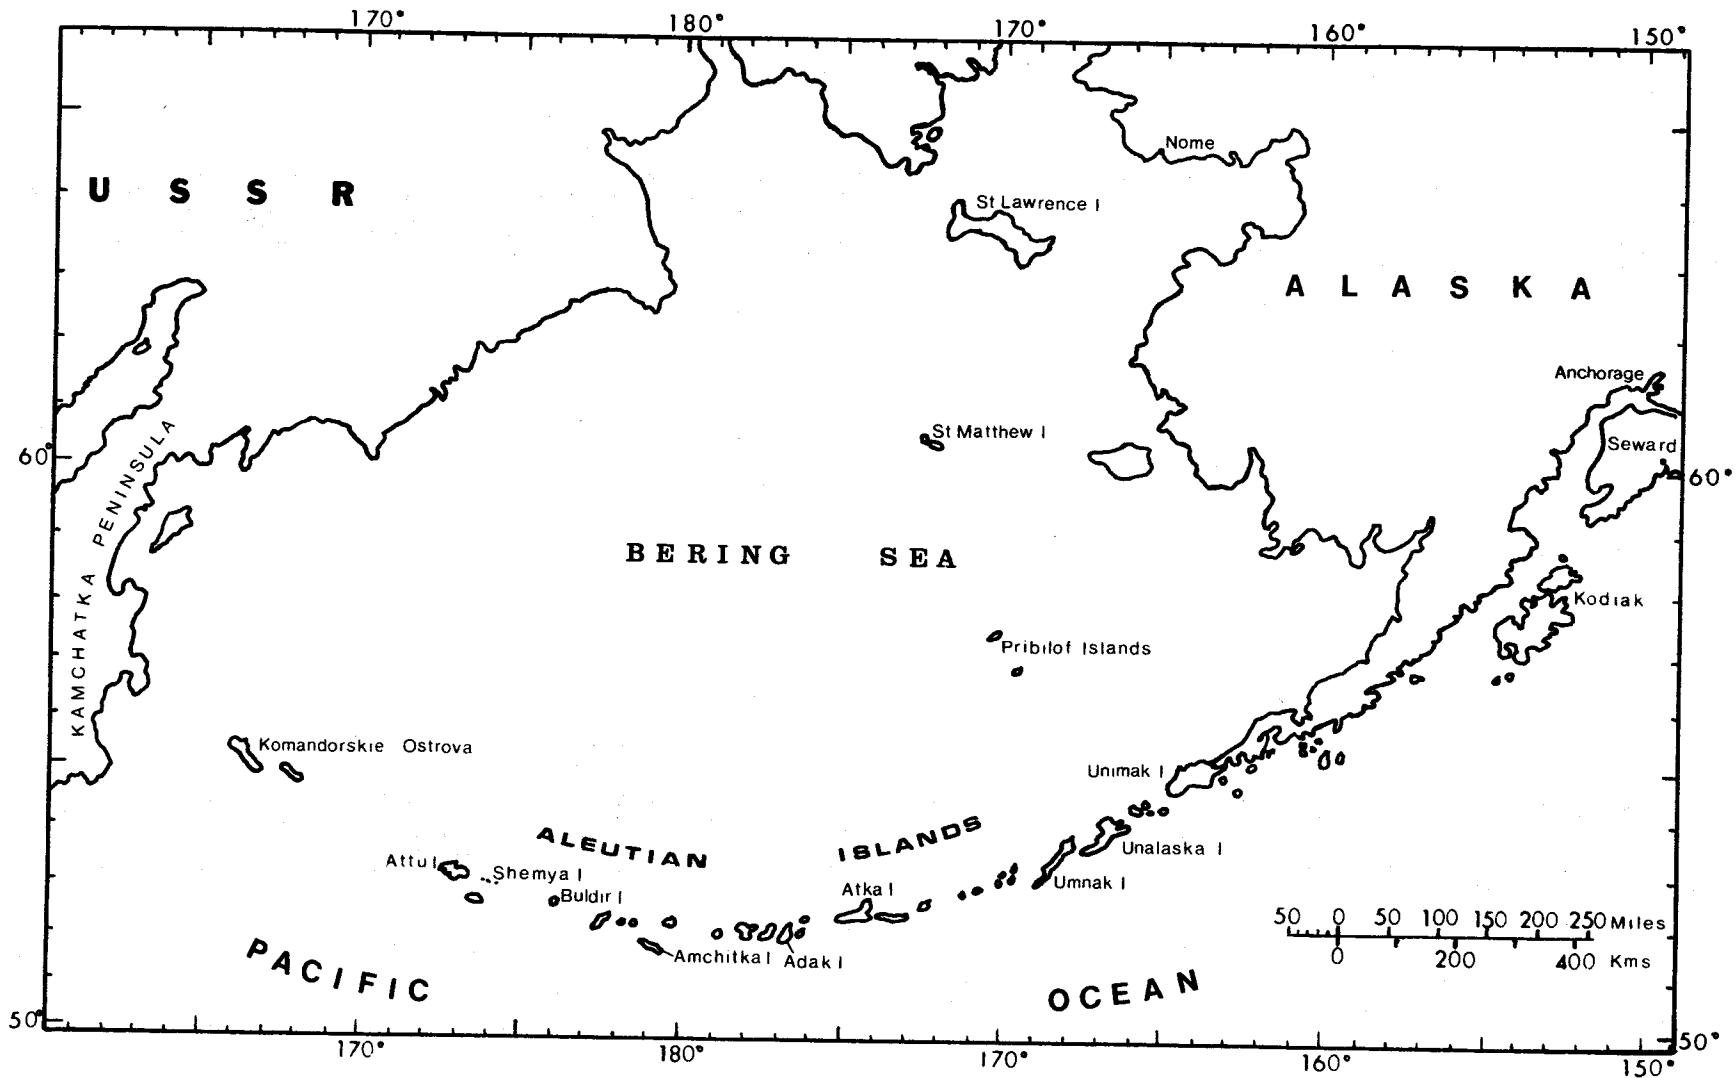 170° 180° 170° 160° 150°
Nome
U S S R
St Lawrence I
A L A S K A
Anchorage
St Matthew I
Seward
60°
60°
KAMCHATKA PENINSULA
BERING SEA
Kodiak
Pribilof Islands
Komandorskie Ostrova
Unimak I
ALEUTIAN ISLANDS
Unalaska I
Attu I
Shemya I
Umnak I
Buldir I
Atka I
50 0 50 100 150 200 250 Miles
Amchitka I Adak I
0 200 400 Kms
PACIFIC OCEAN
50°
50°
170° 180° 170° 160° 150°